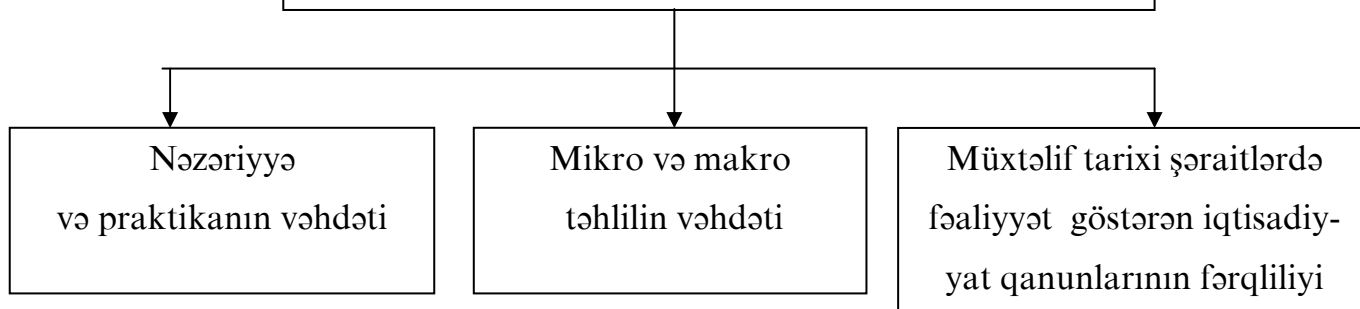 Nəzəriyyə
və praktikanın vəhdəti
Mikro və makro
təhlilin vəhdəti
Müxtəlif tarixi şəraitlərdə
fəaliyyət göstərən iqtisadiy-
yat qanunlarının fərqliliyi